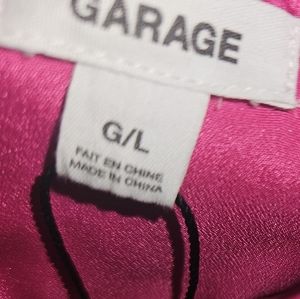 GARAGE
G/L
FAIT EN CHINE
MADE IN CHINA